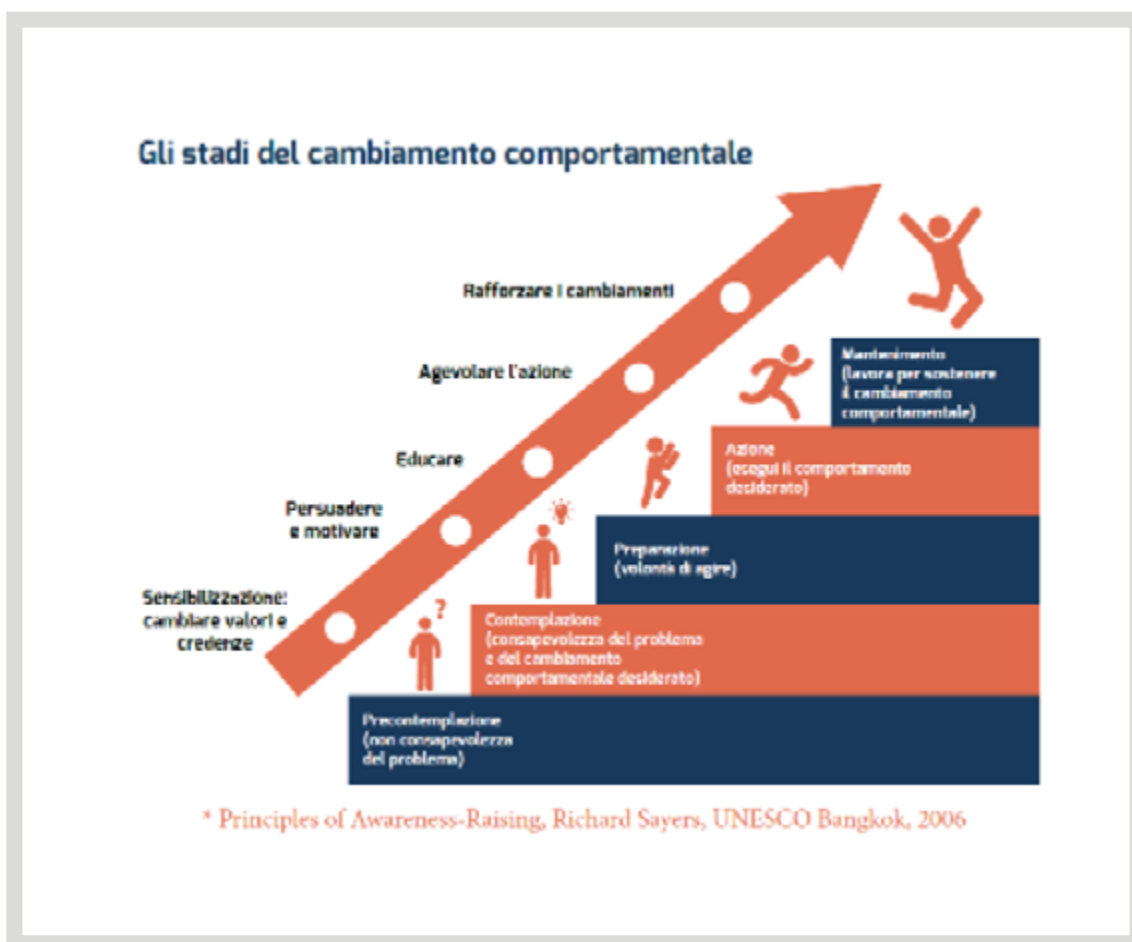 Gli stadi del cambiamento comportamentale
Rafforzare i cambiamenti
Agevolare l'azione
Educare
Persuadere
e motivare
Sensibilizzazione:
cambiare valori e
credenze
?
Mantenimento
(lavora per sostenere
il cambiamento
comportamentale)
Azione
(esegui il comportamento
desiderato)
Preparazione
(volontà di agire)
Contemplazione
(consapevolezza del problema
e del cambiamento
comportamentale desiderato)
Precontemplazione
(non consapevolezza
del problema)
* Principles of Awareness-Raising, Richard Sayers, UNESCO Bangkok, 2006